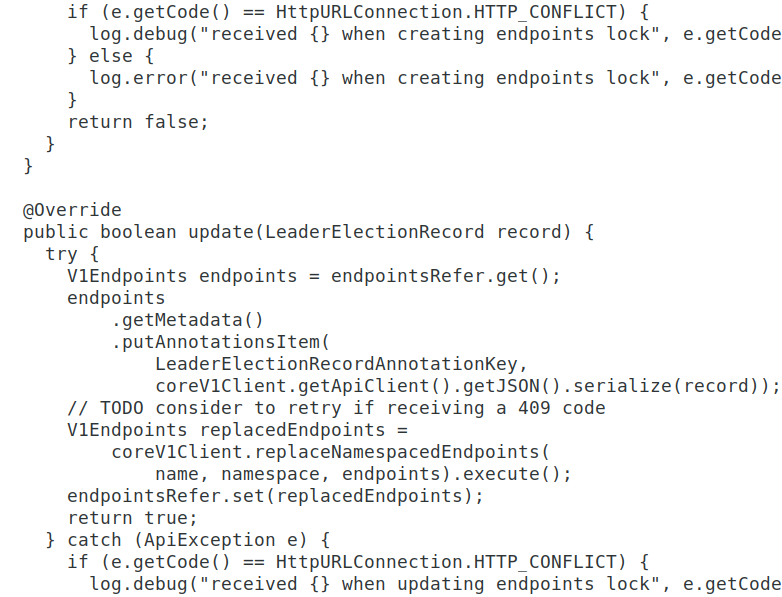 if (e.getCode() == HttpURLConnection.HTTP_CONFLICT) {
      log.debug("received {} when creating endpoints lock", e.getCode
    } else {
      log.error("received {} when creating endpoints lock", e.getCode
    }
    return false;
  }
}

@Override
public boolean update(LeaderElectionRecord record) {
  try {
    V1Endpoints endpoints = endpointsRefer.get();
    endpoints
        .getMetadata()
        .putAnnotationsItem(
            LeaderElectionRecordAnnotationKey,
            coreV1Client.getApiClient().getJSON().serialize(record));
    // TODO consider to retry if receiving a 409 code
    V1Endpoints replacedEndpoints =
        coreV1Client.replaceNamespacedEndpoints(
            name, namespace, endpoints).execute();
    endpointsRefer.set(replacedEndpoints);
    return true;
  } catch (ApiException e) {
    if (e.getCode() == HttpURLConnection.HTTP_CONFLICT) {
      log.debug("received {} when updating endpoints lock", e.getCode